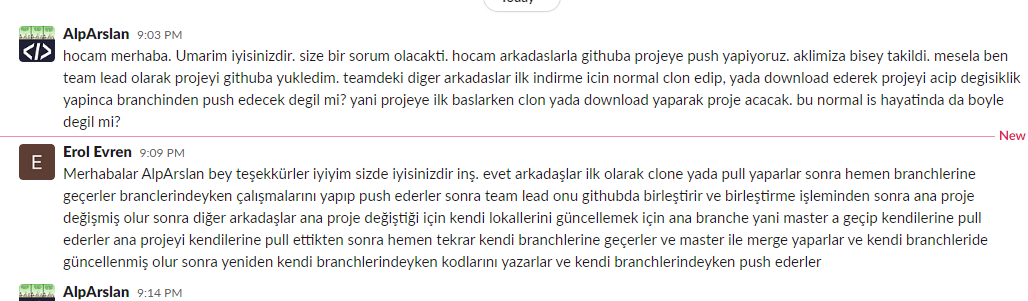 Today
AlpArslan 9:03 PM
hocam merhaba. Umarim iyisinizdir. size bir sorum olacakti. hocam arkadaslarla githuba projeye push yapiyoruz. aklimiza bisey takildi. mesela ben
team lead olarak projeyi githuba yukledim. teamdeki diger arkadaslar ilk indirme icin normal clon edip, yada download ederek projeyi acip degisiklik
yapinca branchinden push edecek degil mi? yani projeye ilk baslarken clon yada download yaparak proje acacak. bu normal is hayatinda da boyle
degil mi?
New
E
Erol Evren 9:09 PM
Merhabalar AlpArslan bey teşekkürler iyiyim sizde iyisinizdir inş. evet arkadaşlar ilk olarak clone yada pull yaparlar sonra hemen branchlerine
geçerler branclerindeyken çalışmalarını yapıp push ederler sonra team lead onu githubda birleştirir ve birleştirme işleminden sonra ana proje
değişmiş olur sonra diğer arkadaşlar ana proje değiştiği için kendi lokallerini güncellemek için ana branche yani master a geçip kendilerine pull
ederler ana projeyi kendilerine pull ettikten sonra hemen tekrar kendi branchlerine geçerler ve master ile merge yaparlar ve kendi branchleride
güncellenmiş olur sonra yeniden kendi branchlerindeyken kodlarını yazarlar ve kendi branchlerindeyken push ederler
AlpArslan 9:14 PM